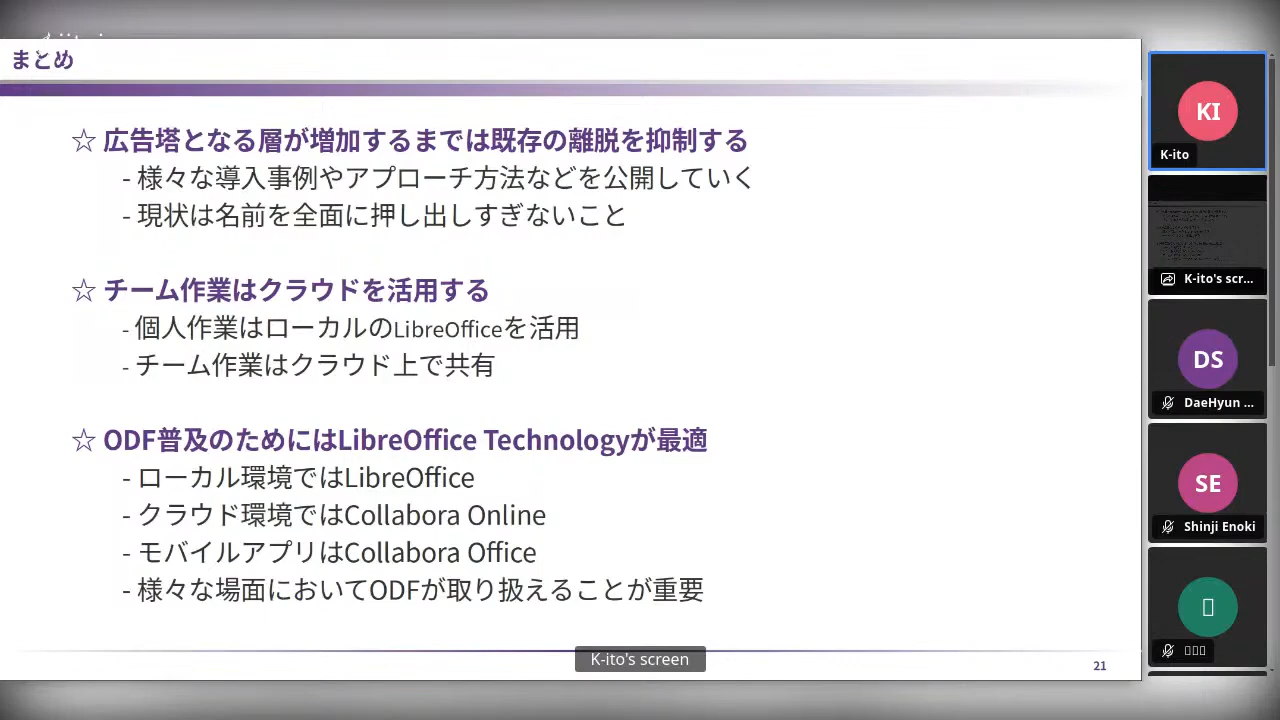 まとめ
☆ 広告塔となる層が増加するまでは既存の離脱を抑制する
- 様々な導入事例やアプローチ方法などを公開していく
- 現状は名前を全面に押し出しすぎないこと
☆ チーム作業はクラウドを活用する
- 個人作業はローカルのLibreOfficeを活用
- チーム作業はクラウド上で共有
☆ ODF普及のためにはLibreOffice Technologyが最適
- ローカル環境ではLibreOffice
- クラウド環境ではCollabora Online
- モバイルアプリはCollabora Office
- 様々な場面においてODFが取り扱えることが重要
K-ito's screen
21
KI
K-ito
K-ito's scr...
DS
DaeHyun ...
SE
Shinji Enoki